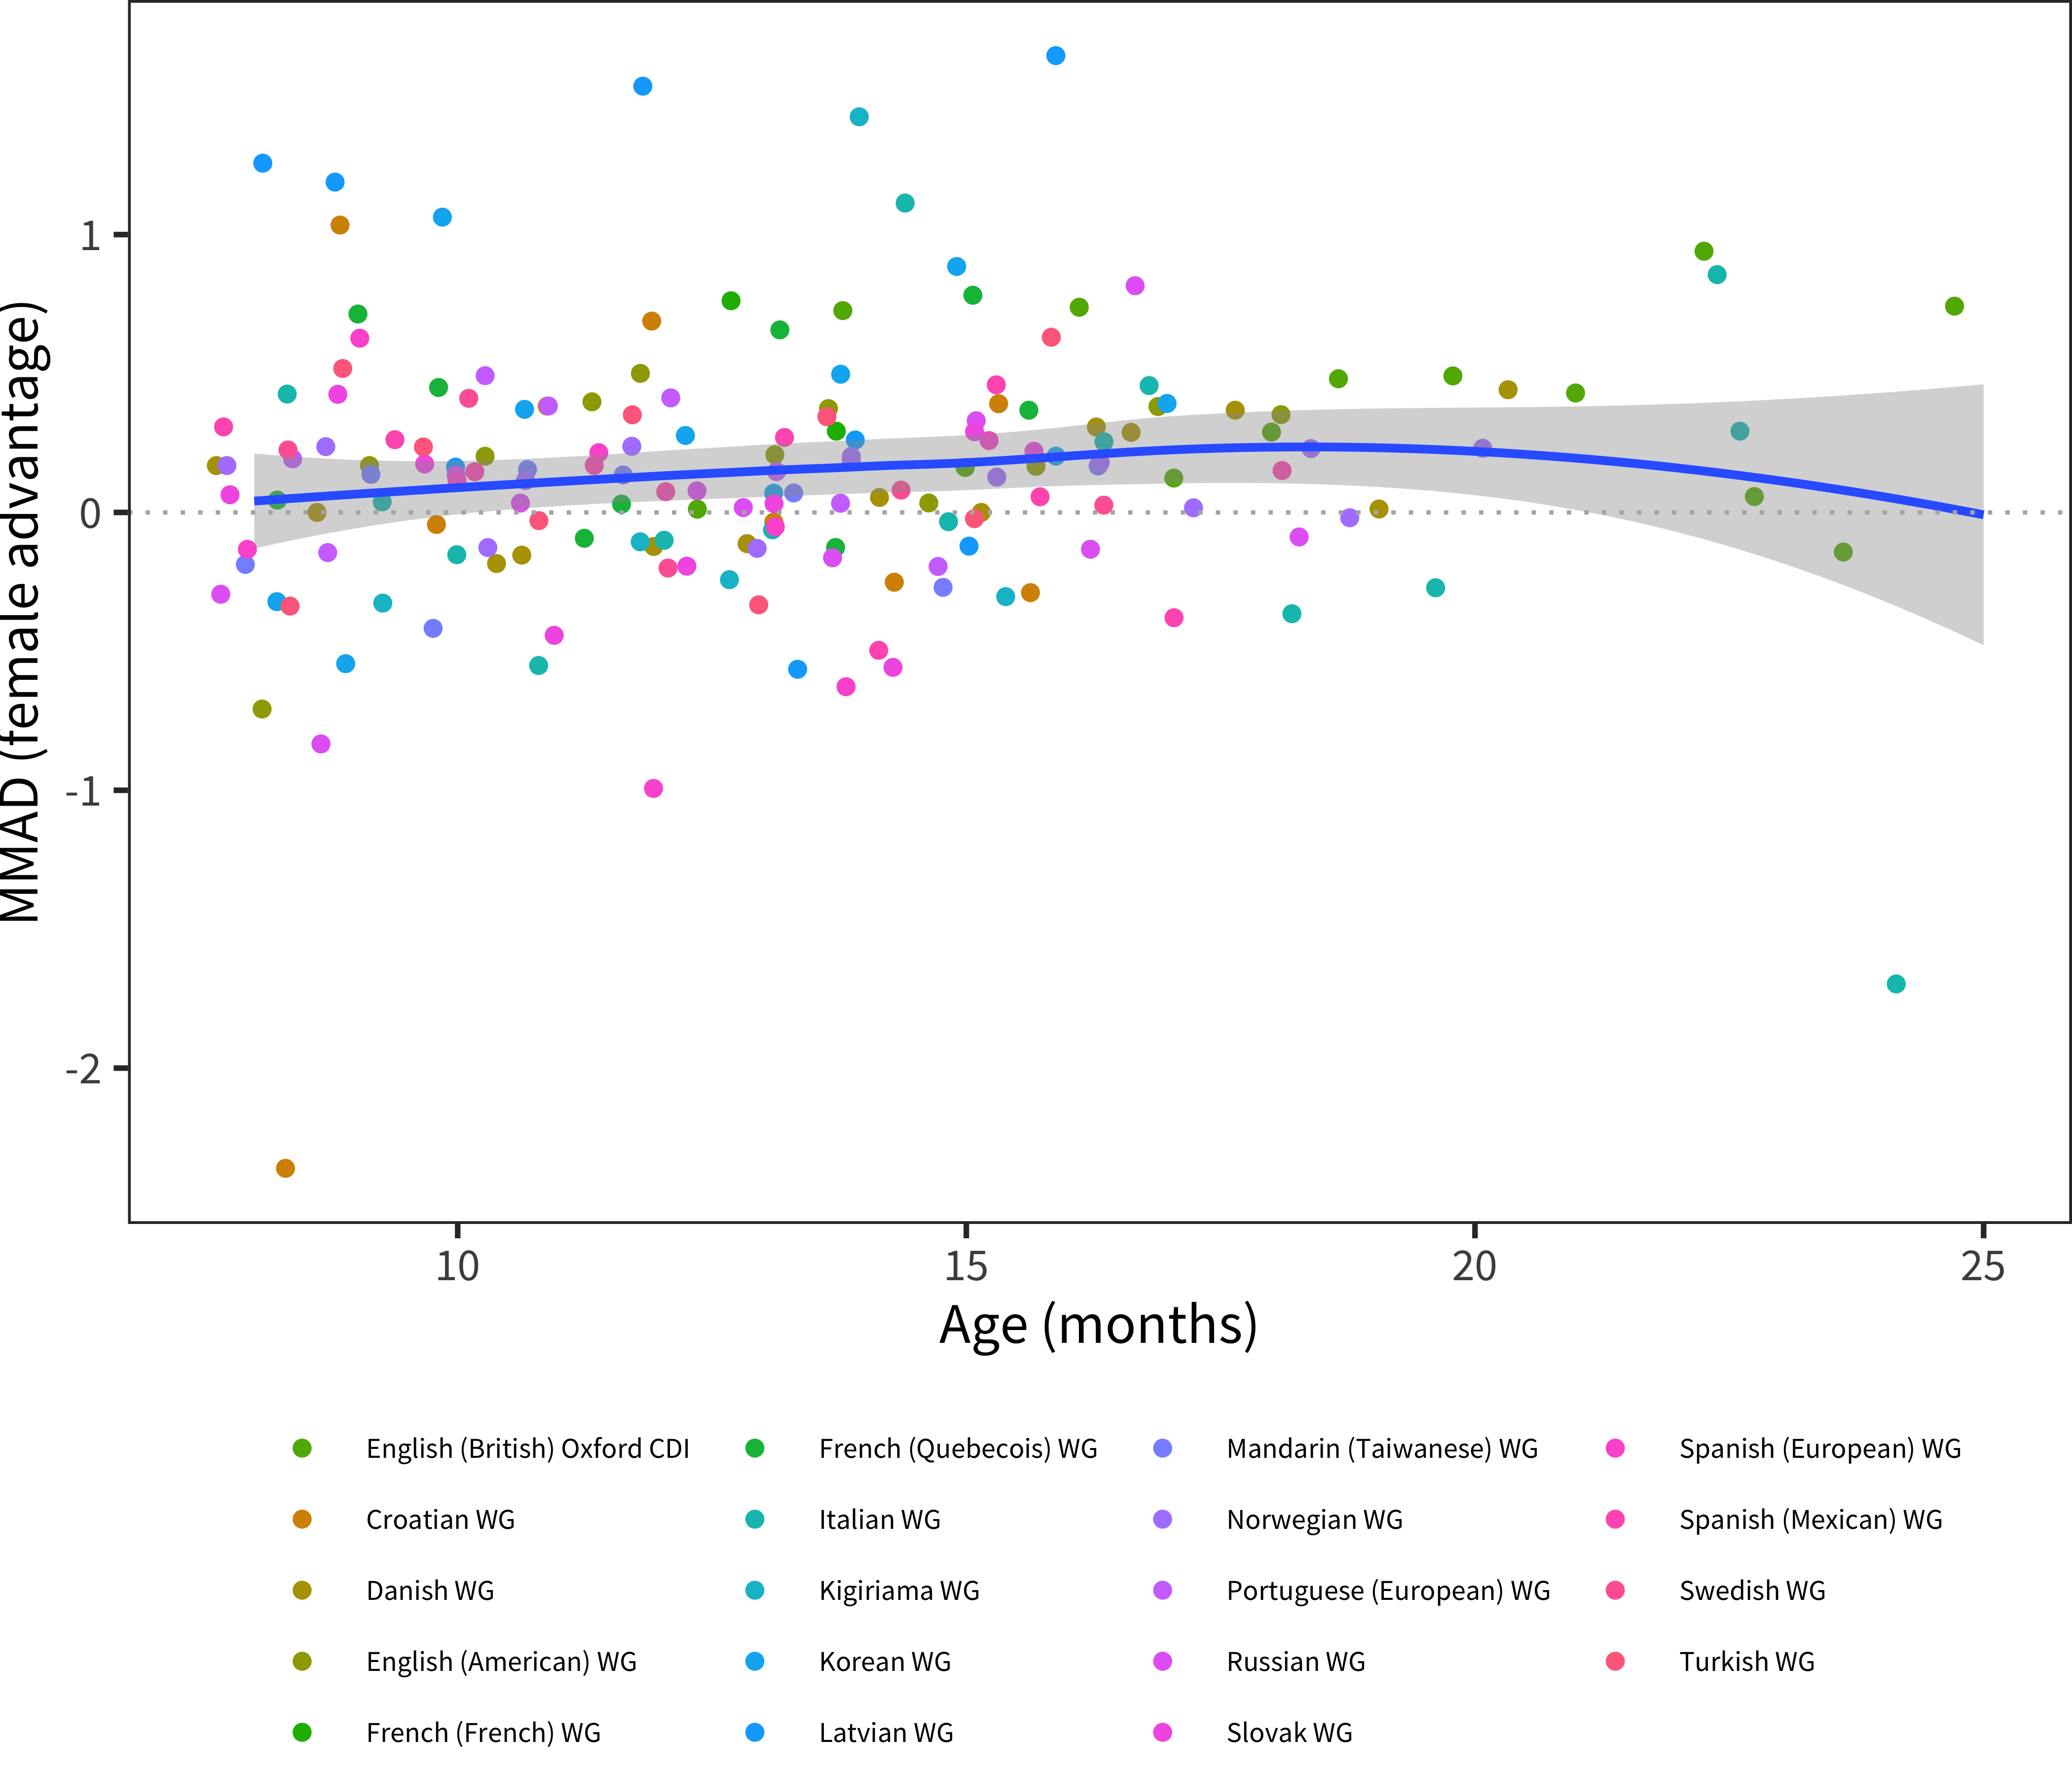 MMAD (female advantage)
1
0
-1
-2
10 15 20 25
Age (months)
English (British) Oxford CDI French (Quebecois) WG Mandarin (Taiwanese) WG Spanish (European) WG
Croatian WG Italian WG Norwegian WG Spanish (Mexican) WG
Danish WG Kigiriama WG Portuguese (European) WG Swedish WG
English (American) WG Korean WG Russian WG Turkish WG
French (French) WG Latvian WG Slovak WG